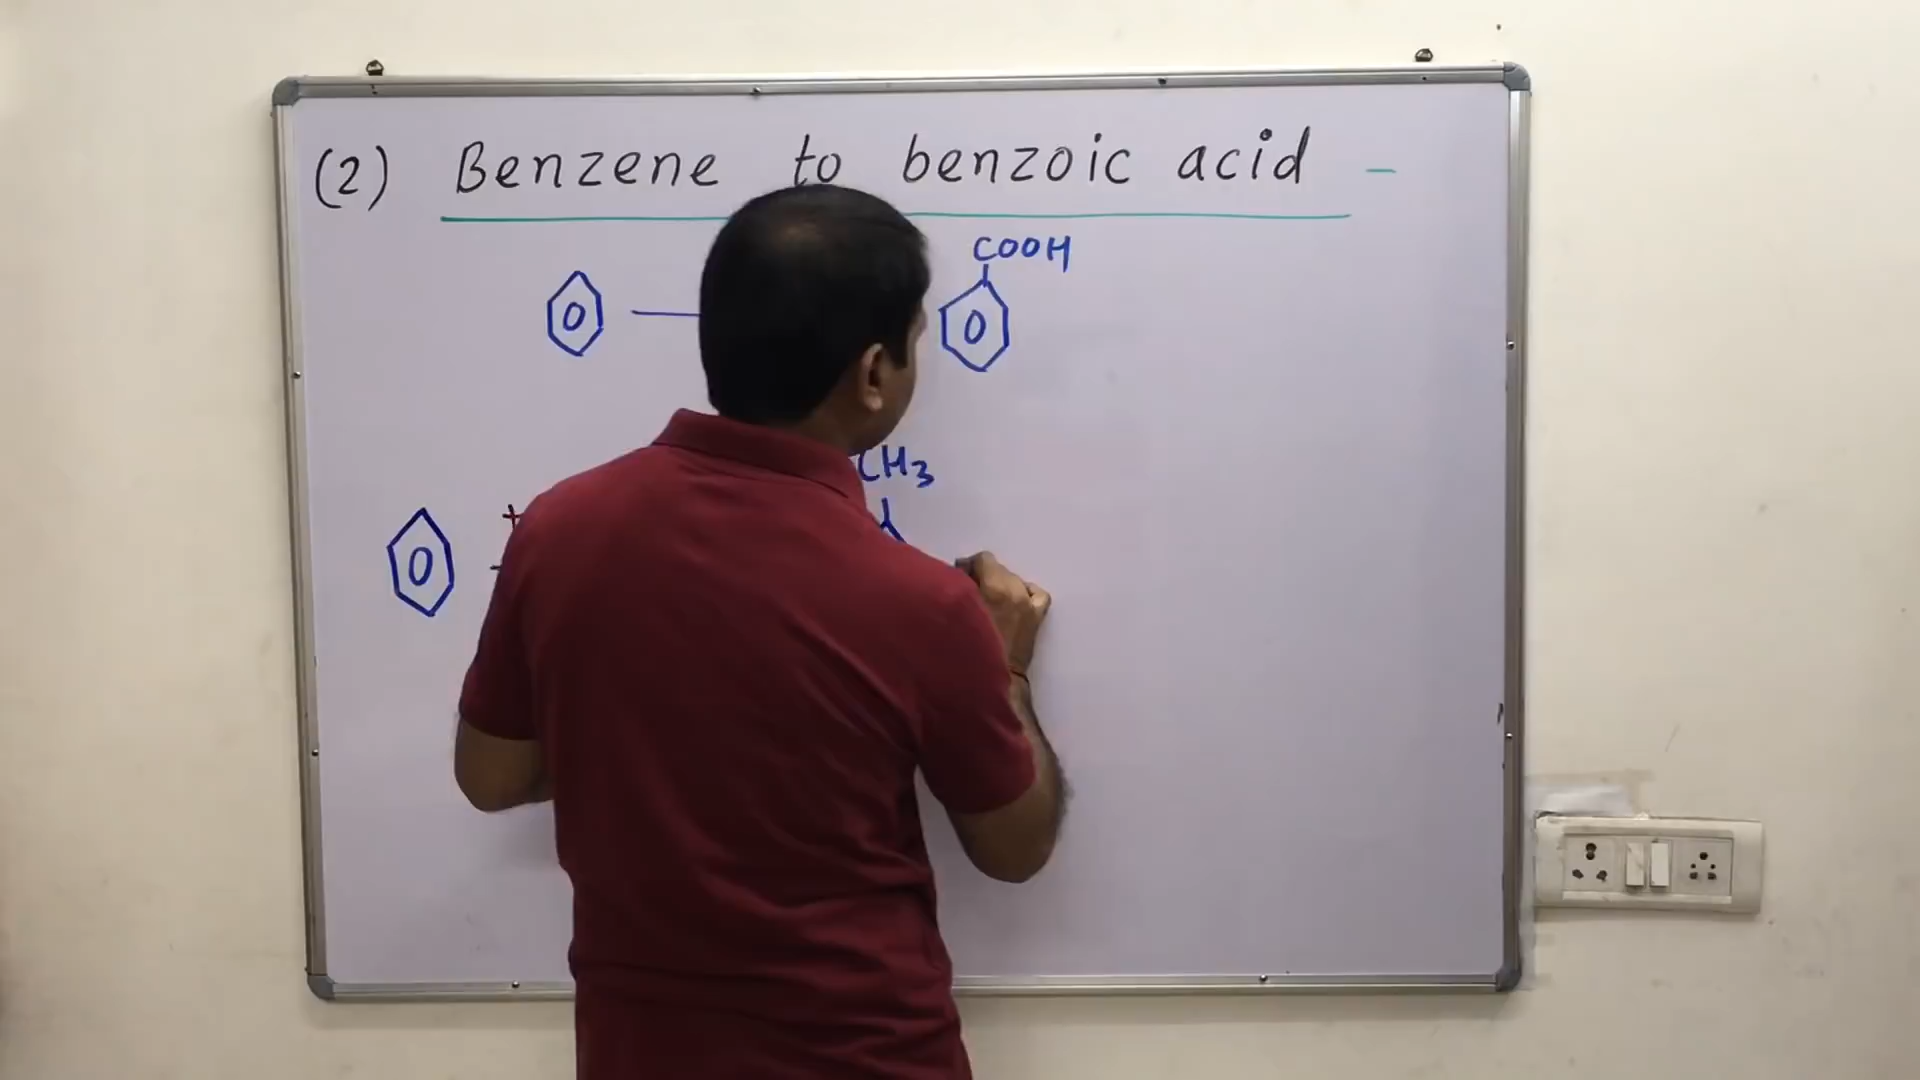 (2) Benzene to benzoic acid -
COOH
O O
CH3
O +